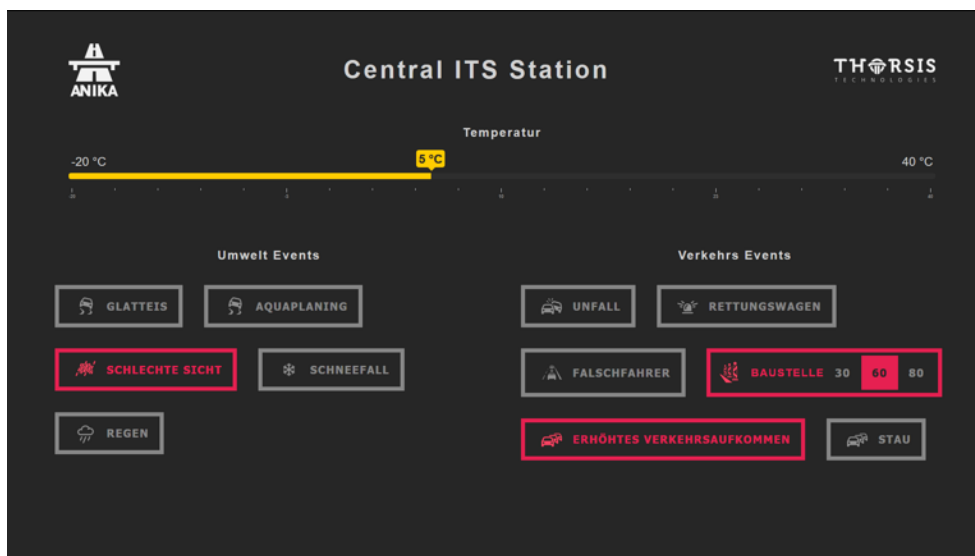 ANIKA
Central ITS Station
THORSIS
TECHNOLOGIES
Temperatur
-20 °C
5 °C
40 °C
Umwelt Events
Verkehrs Events
GLATTEIS
AQUAPLANING
UNFALL
RETTUNGSWAGEN
SCHLECHTE SICHT
SCHNEEFALL
FALSCHFAHRER
BAUSTELLE 30 60 80
REGEN
ERHÖHTES VERKEHRSAUFKOMMEN
STAU